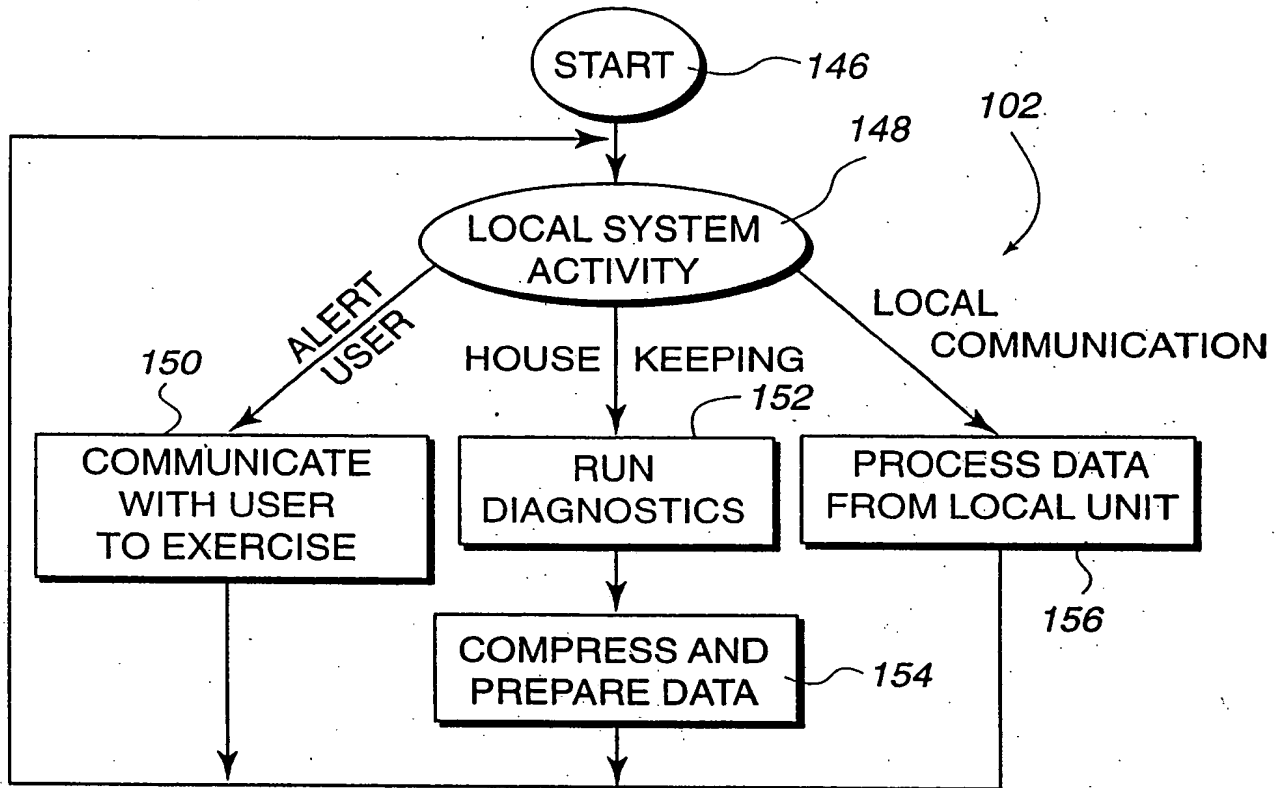 START
146
102
148
LOCAL SYSTEM
ACTIVITY
ALERT
USER
HOUSE KEEPING
LOCAL
COMMUNICATION
150
152
COMMUNICATE
WITH USER
TO EXERCISE
RUN
DIAGNOSTICS
PROCESS DATA
FROM LOCAL UNIT
156
COMPRESS AND
PREPARE DATA
154